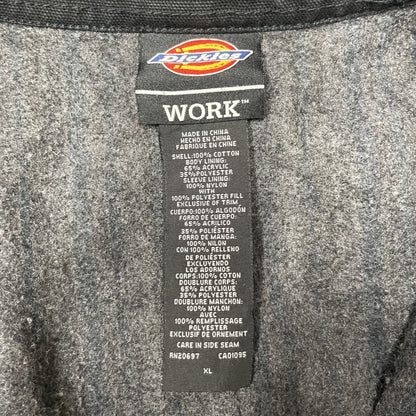 Dickies
WORK™
MADE IN CHINA
HECHO EN CHINA
FABRIQUE EN CHINE
SHELL:100% COTTON
BODY LINING:
65% ACRYLIC
35%POLYESTER
SLEEVE LINING:
100% NYLON
WITH
100% POLYESTER FILL
EXCLUSIVE OF TRIM
CUERPO:100% ALGODÓN
FORRO DE CUERPO:
65% ACRILICO
35% POLIÉSTER
FORRO DE MANGA:
100% NILON
CON 100% RELLENO
DE POLIÉSTER
EXCLUYENDO
LOS ADORNOS
CORPS:100% COTON
DOUBLURE CORPS:
65% ACRYLIQUE
35% POLYESTER
DOUBLURE MANCHON:
100% NYLON
AVEC
100% REMPLISSAGE
POLYESTER
EXCLUSIF DE ORNEMENT
CARE IN SIDE SEAM
RN20697 CA01095
XL